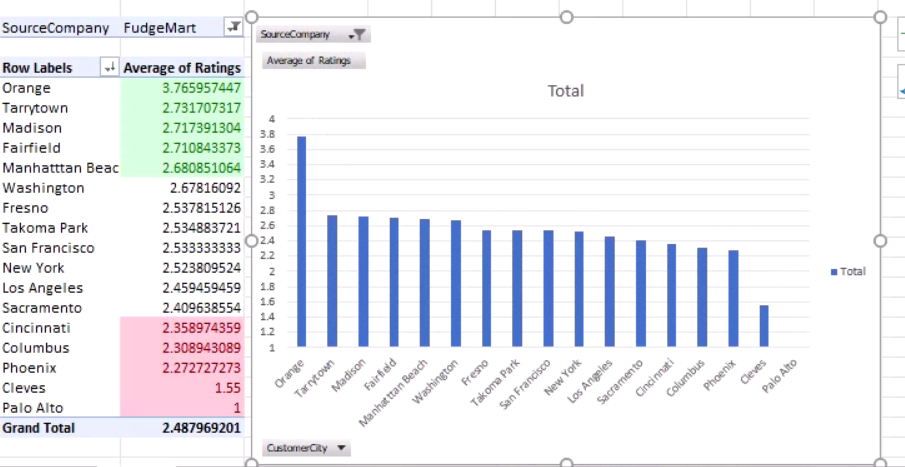 SourceCompany FudgeMart
Row Labels Average of Ratings
Orange 3.765957447
Tarrytown 2.731707317
Madison 2.717391304
Fairfield 2.710843373
Manhatttan Beac 2.680851064
Washington 2.67816092
Fresno 2.537815126
Takoma Park 2.534883721
San Francisco 2.533333333
New York 2.523809524
Los Angeles 2.459459459
Sacramento 2.409638554
Cincinnati 2.358974359
Columbus 2.308943089
Phoenix 2.272727273
Cleves 1.55
Palo Alto 1
Grand Total 2.487969201
SourceCompany
Average of Ratings
Total
4
3.8
3.6
3.4
3.2
3
2.8
2.6
2.4
2.2
2
1.8
1.6
1.4
1.2
1
Orange
Tarrytown
Madison
Fairfield
Manhatttan Beach
Washington
Fresno
Takoma Park
San Francisco
New York
Los Angeles
Sacramento
Cincinnati
Columbus
Phoenix
Cleves
Palo Alto
Total
CustomerCity